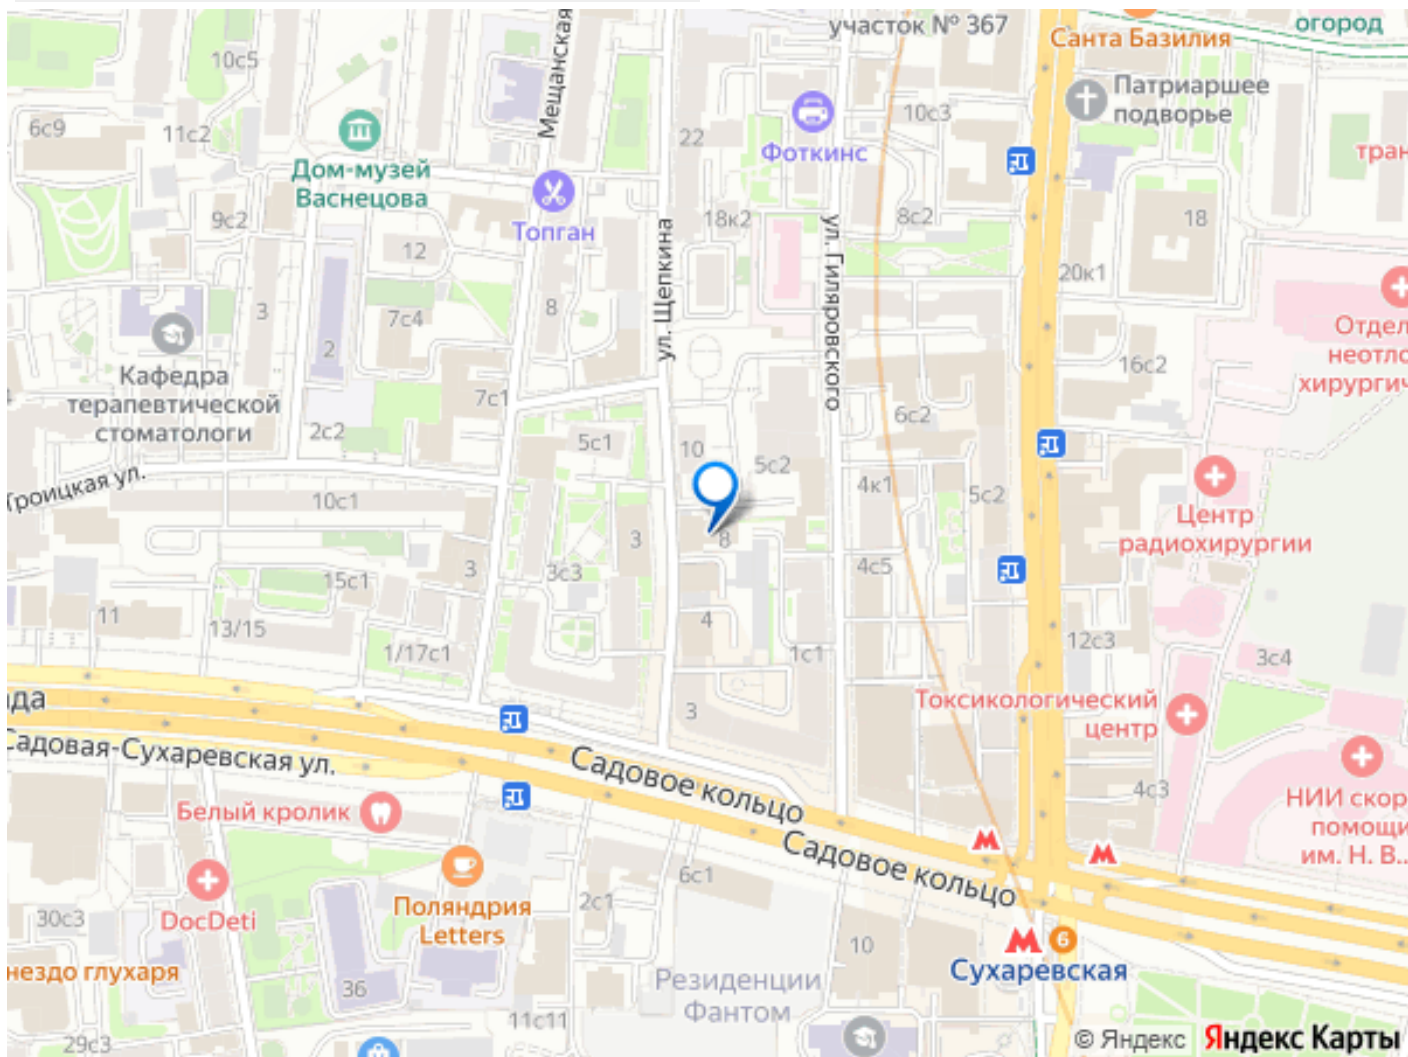 участок № 367
огород
Санта Базилия
10с5
Мещанская
Патриаршее
подворье
6с9
11с2
22
10с3
Фоткинс
тран
Дом-музей
Васнецова
9с2
Топган
18к2
8с2
18
12
ул. Щепкина
ул. Гиляровского
20к1
3
7с4
8
2
Отдел
неотло
хирургич
16с2
Кафедра
терапевтической
стоматологи
7с1
6с2
2с2
5с1
10
5с2
4к1
5с2
Троицкая ул.
10с1
Центр
радиохирургии
3
8
3
3с3
4с5
15с1
11
13/15
4
12с3
1/17с1
1с1
3с4
ада
3
Токсикологический
центр
Садовая-Сухаревская ул.
Садовое кольцо
4с3
Белый кролик
НИИ скор
помощи
им. Н. В...
Садовое кольцо
6с1
DocDeti
30с3
Поляндрия
Letters
2с1
10
6
Сухаревская
нездо глухаря
36
Резиденции
Фантом
11с11
29с3
© Яндекс Яндекс Карты